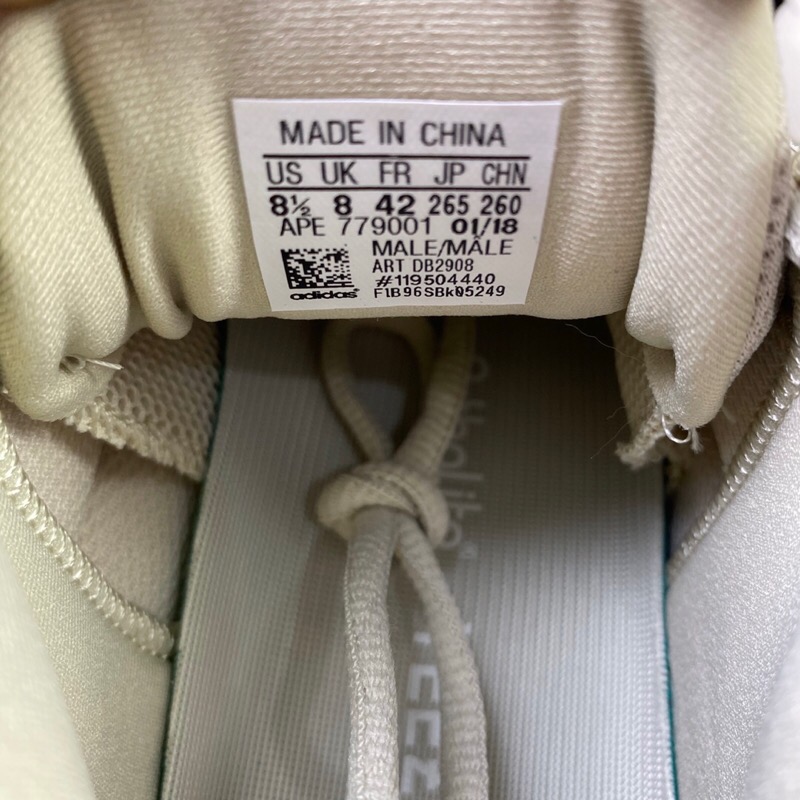 MADE IN CHINA
US UK FR JP CHN
8½ 8 42 265 260
APE 779001 01/18
MALE/MÂLE
ART DB2908
#119504440
adidas F1B96SBk05249